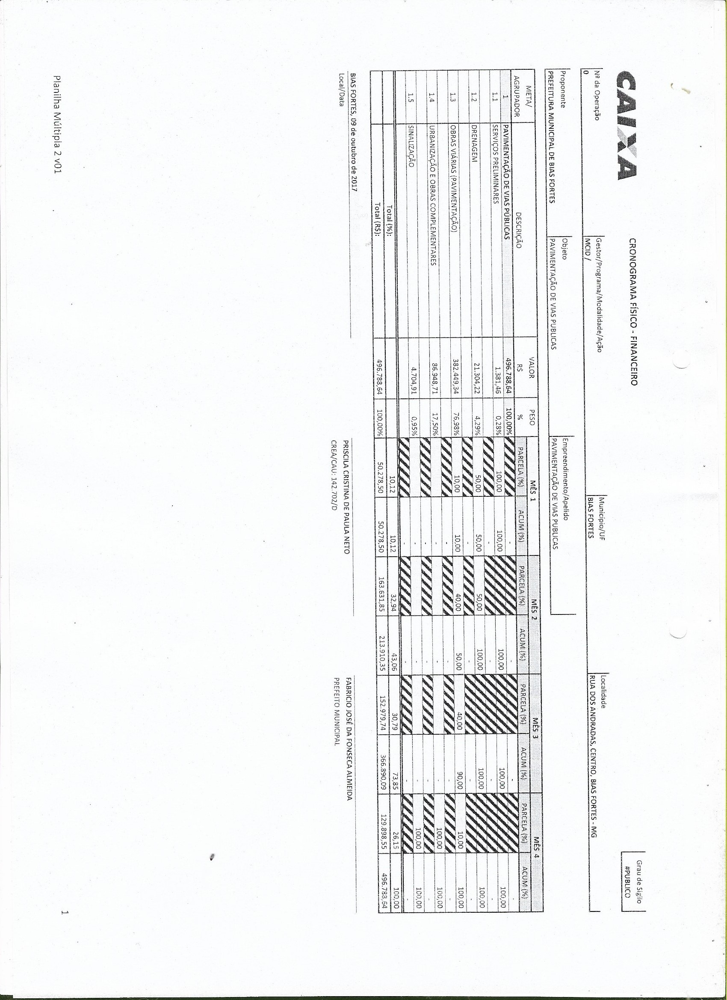 CAIXA
CRONOGRAMA FÍSICO - FINANCEIRO
Grau de Sigilo
#PUBLICO
Nº da Operação Gestor/Programa/Modalidade/Ação Município/UF Localidade
0 MCID / BIAS FORTES RUA DOS ANDRADAS, CENTRO, BIAS FORTES - MG
Proponente Objeto Empreendimento/Apelido
PREFEITURA MUNICIPAL DE BIAS FORTES PAVIMENTAÇÃO DE VIAS PUBLICAS PAVIMENTAÇÃO DE VIAS PUBLICAS
META/ VALOR PESO MÊS 1 MÊS 2 MÊS 3 MÊS 4
AGRUPADOR DESCRIÇÃO R$ % PARCELA (%) ACUM (%) PARCELA (%) ACUM (%) PARCELA (%) ACUM (%) PARCELA (%) ACUM (%)
1 PAVIMENTAÇÃO DE VIAS PÚBLICAS 496.788,64 100,00% - - - -
1.1 SERVIÇOS PRELIMINARES 1.381,46 0,28% 100,00 100,00 100,00 100,00 100,00
- - - -
1.2 DRENAGEM 21.304,22 4,29% 50,00 50,00 50,00 100,00 100,00 100,00
- - - -
1.3 OBRAS VIÁRIAS (PAVIMENTAÇÃO) 382.449,34 76,98% 10,00 10,00 40,00 50,00 40,00 90,00 10,00 100,00
- - - -
1.4 URBANIZAÇÃO E OBRAS COMPLEMENTARES 86.948,71 17,50% - - - 100,00 100,00
- - - -
1.5 SINALIZAÇÃO 4.704,91 0,95% - - - 100,00 100,00
- - - -
Total (%): 10,12 10,12 32,94 43,06 30,79 73,85 26,15 100,00
Total (R$): 496.788,64 100,00% 50.278,50 50.278,50 163.631,85 213.910,35 152.979,74 366.890,09 129.898,55 496.788,64
BIAS FORTES, 09 de outubro de 2017
Local/Data
PRISCILA CRISTINA DE PAULA NETO
CREA/CAU: 142.702/D
FABRICIO JOSÉ DA FONSECA ALMEIDA
PREFEITO MUNICIPAL
Planilha Múltipla 2 v01
1